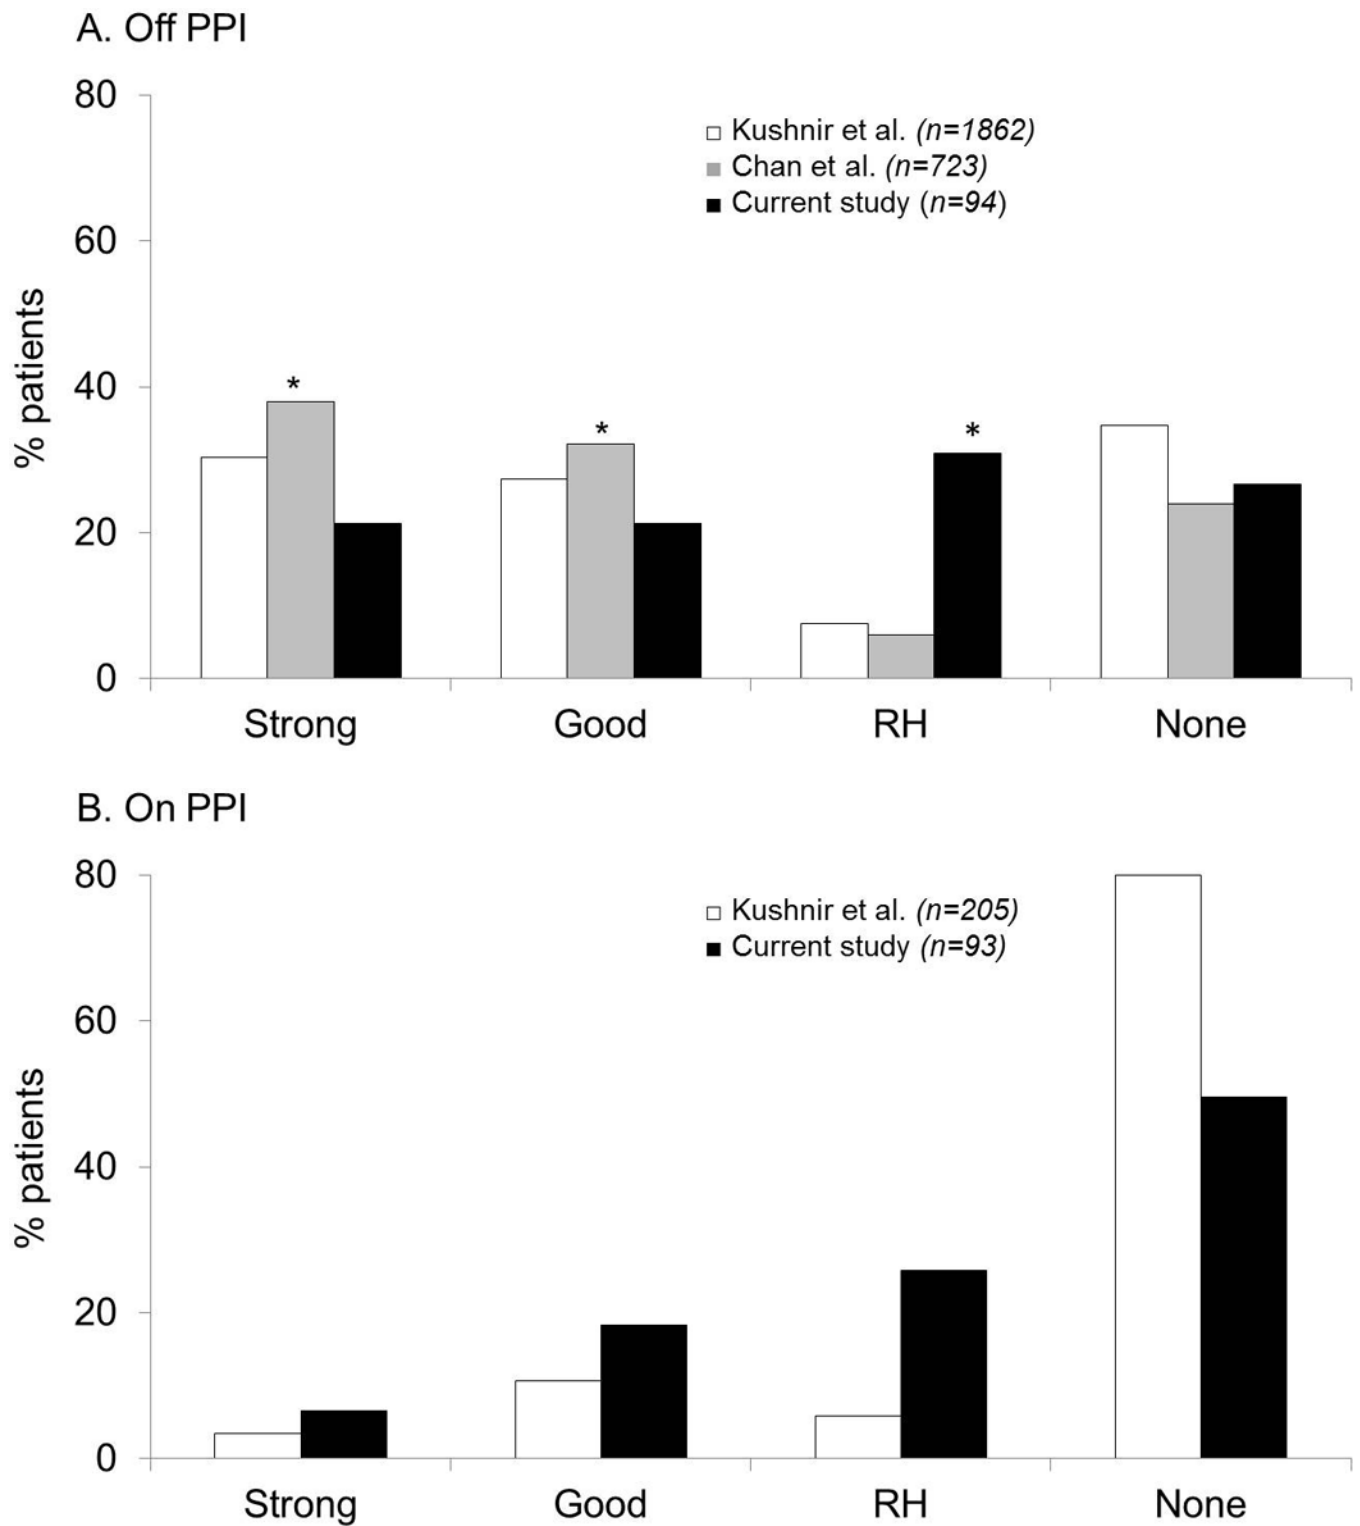 A. Off PPI
80
60
40
20
0
% patients
Kushnir et al. (n=1862)
Chan et al. (n=723)
Current study (n=94)
*
*
*
Strong Good RH None
B. On PPI
80
60
40
20
0
% patients
Kushnir et al. (n=205)
Current study (n=93)
Strong Good RH None